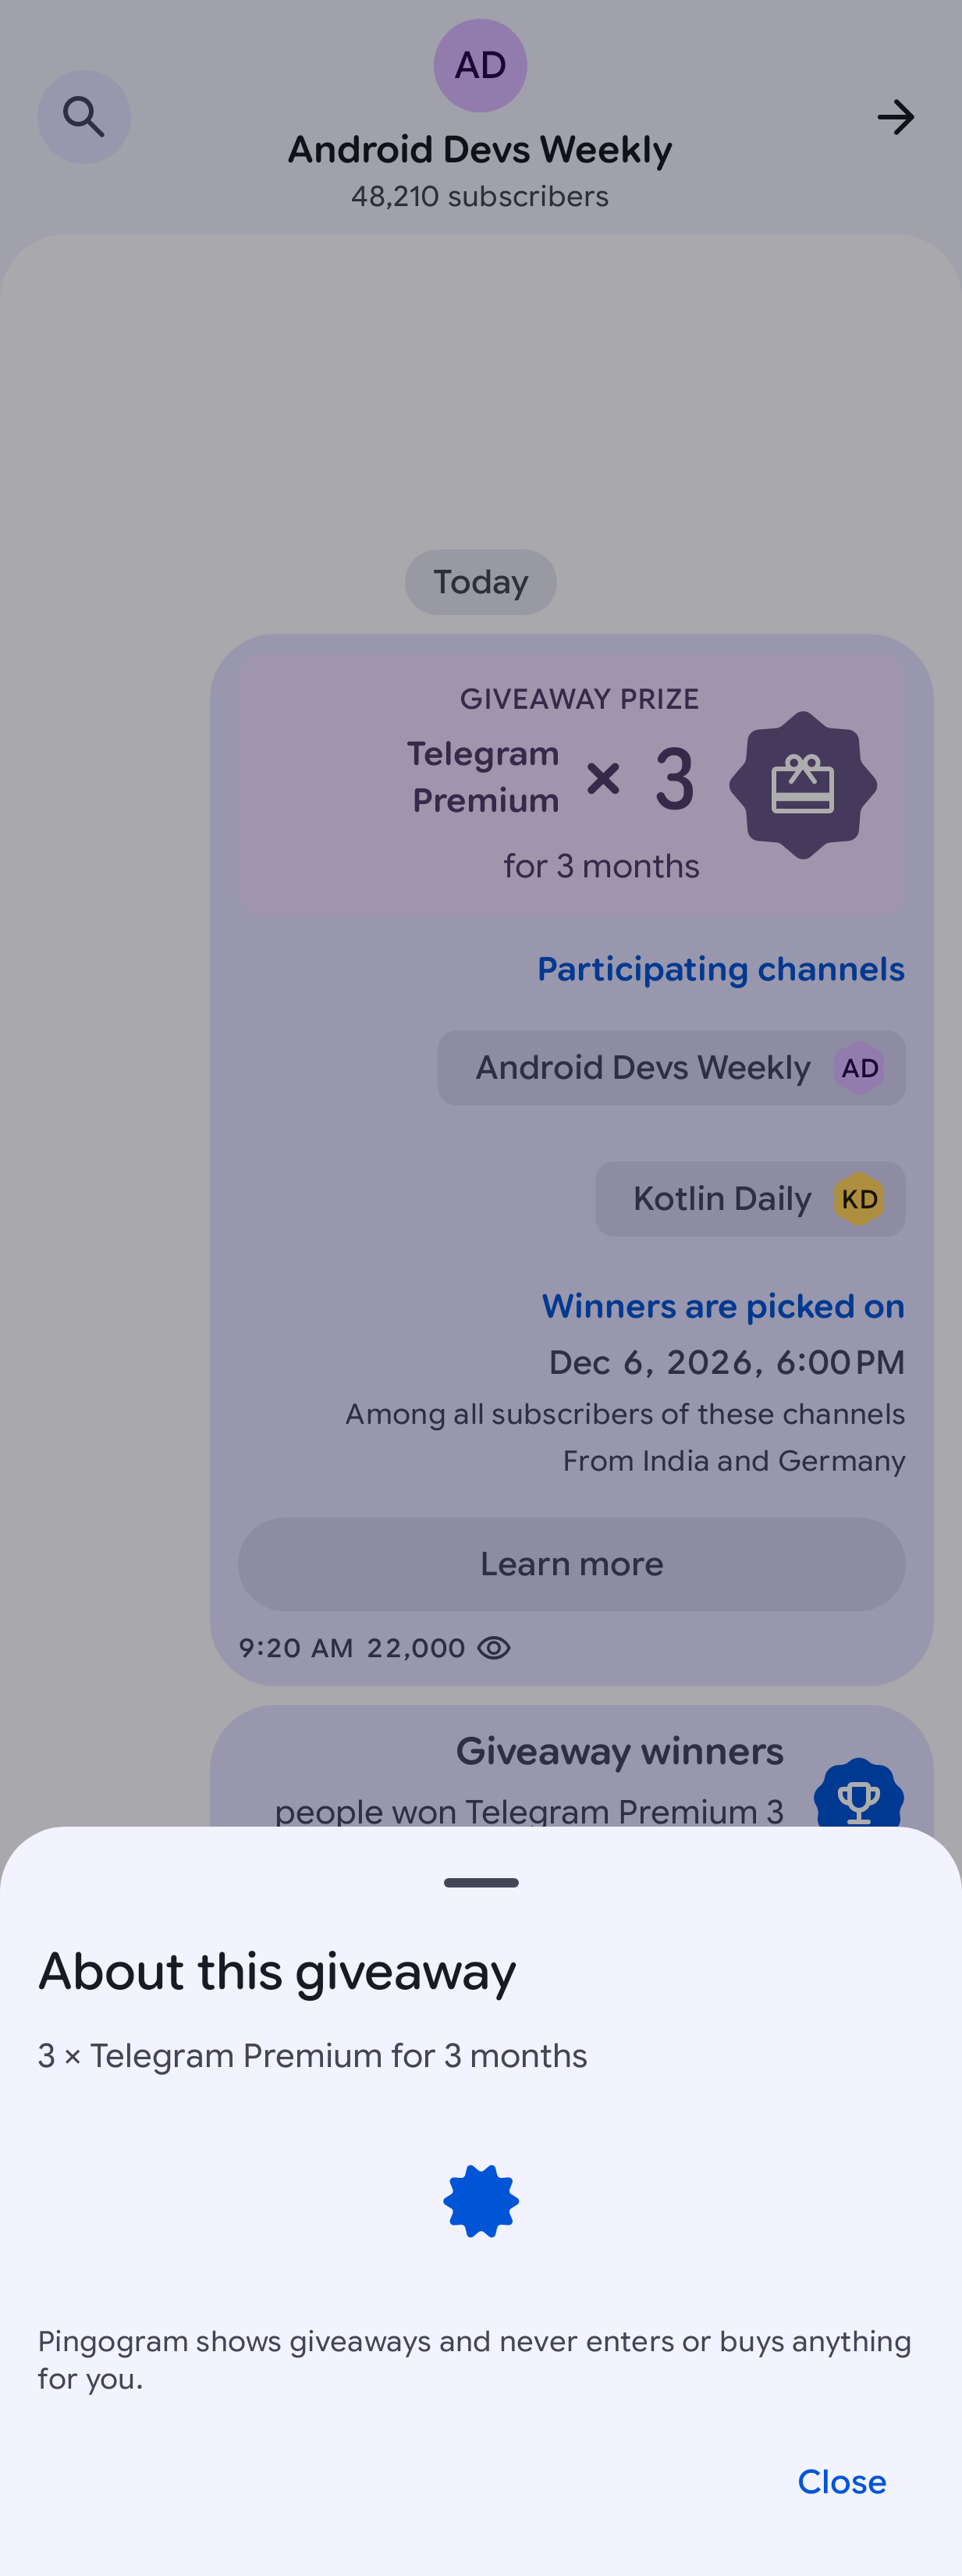 AD
Android Devs Weekly
48,210 subscribers
Today
GIVEAWAY PRIZE
Telegram
Premium
× 3
for 3 months
Participating channels
Android Devs Weekly AD
Kotlin Daily KD
Winners are picked on
Dec 6, 2026, 6:00 PM
Among all subscribers of these channels
From India and Germany
Learn more
9:20 AM 22,000
Giveaway winners
people won Telegram Premium 3
About this giveaway
3 × Telegram Premium for 3 months
Pingogram shows giveaways and never enters or buys anything
for you.
Close